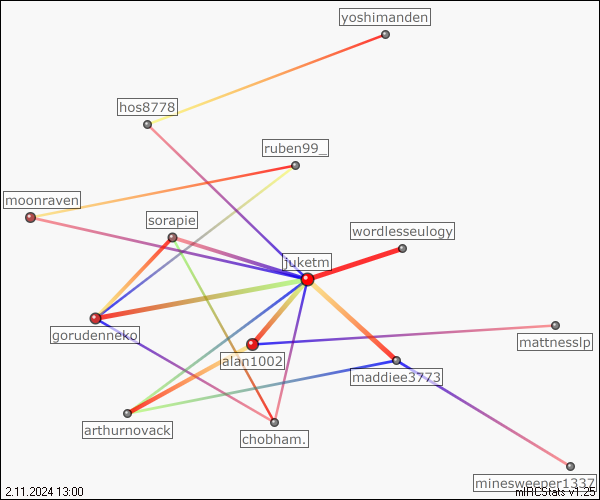 yoshimanden
hos8778
ruben99_
moonraven
sorapie
wordlesseulogy
juketm
gorudenneko
mattnesslp
alan1002
maddiee3773
arthurnovack
chobham.
minesweeper1337
2.11.2024 13:00
mIRCStats v1.25